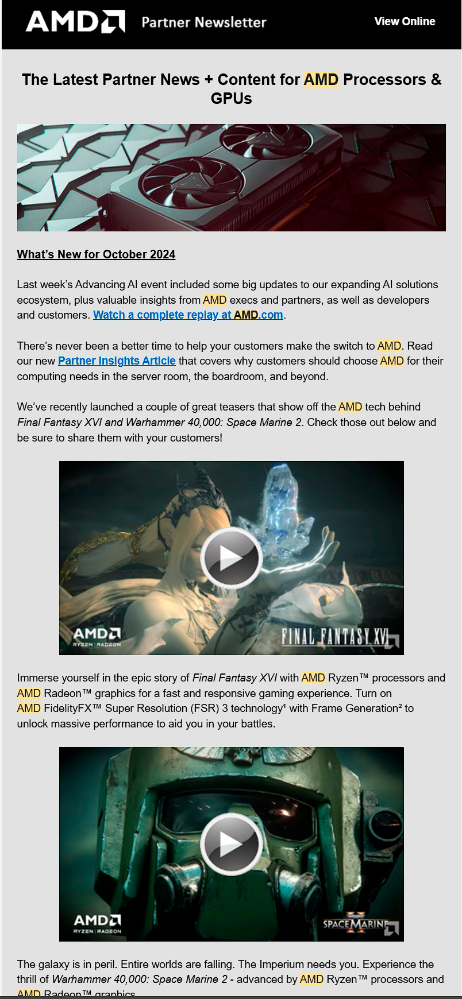 AMD Partner Newsletter View Online
The Latest Partner News + Content for AMD Processors &
GPUs
What’s New for October 2024
Last week’s Advancing AI event included some big updates to our expanding AI solutions
ecosystem, plus valuable insights from AMD execs and partners, as well as developers
and customers. Watch a complete replay at AMD.com.
There’s never been a better time to help your customers make the switch to AMD. Read
our new Partner Insights Article that covers why customers should choose AMD for their
computing needs in the server room, the boardroom, and beyond.
We’ve recently launched a couple of great teasers that show off the AMD tech behind
Final Fantasy XVI and Warhammer 40,000: Space Marine 2. Check those out below and
be sure to share them with your customers!
AMD
RYZEN | RADEON
FINAL FANTASY XVI
Immerse yourself in the epic story of Final Fantasy XVI with AMD Ryzen™ processors and
AMD Radeon™ graphics for a fast and responsive gaming experience. Turn on
AMD FidelityFX™ Super Resolution (FSR) 3 technology¹ with Frame Generation² to
unlock massive performance to aid you in your battles.
AMD
RYZEN | RADEON
SPACE MARINE
The galaxy is in peril. Entire worlds are falling. The Imperium needs you. Experience the
thrill of Warhammer 40,000: Space Marine 2 - advanced by AMD Ryzen™ processors and
AMD Radeon™ graphics